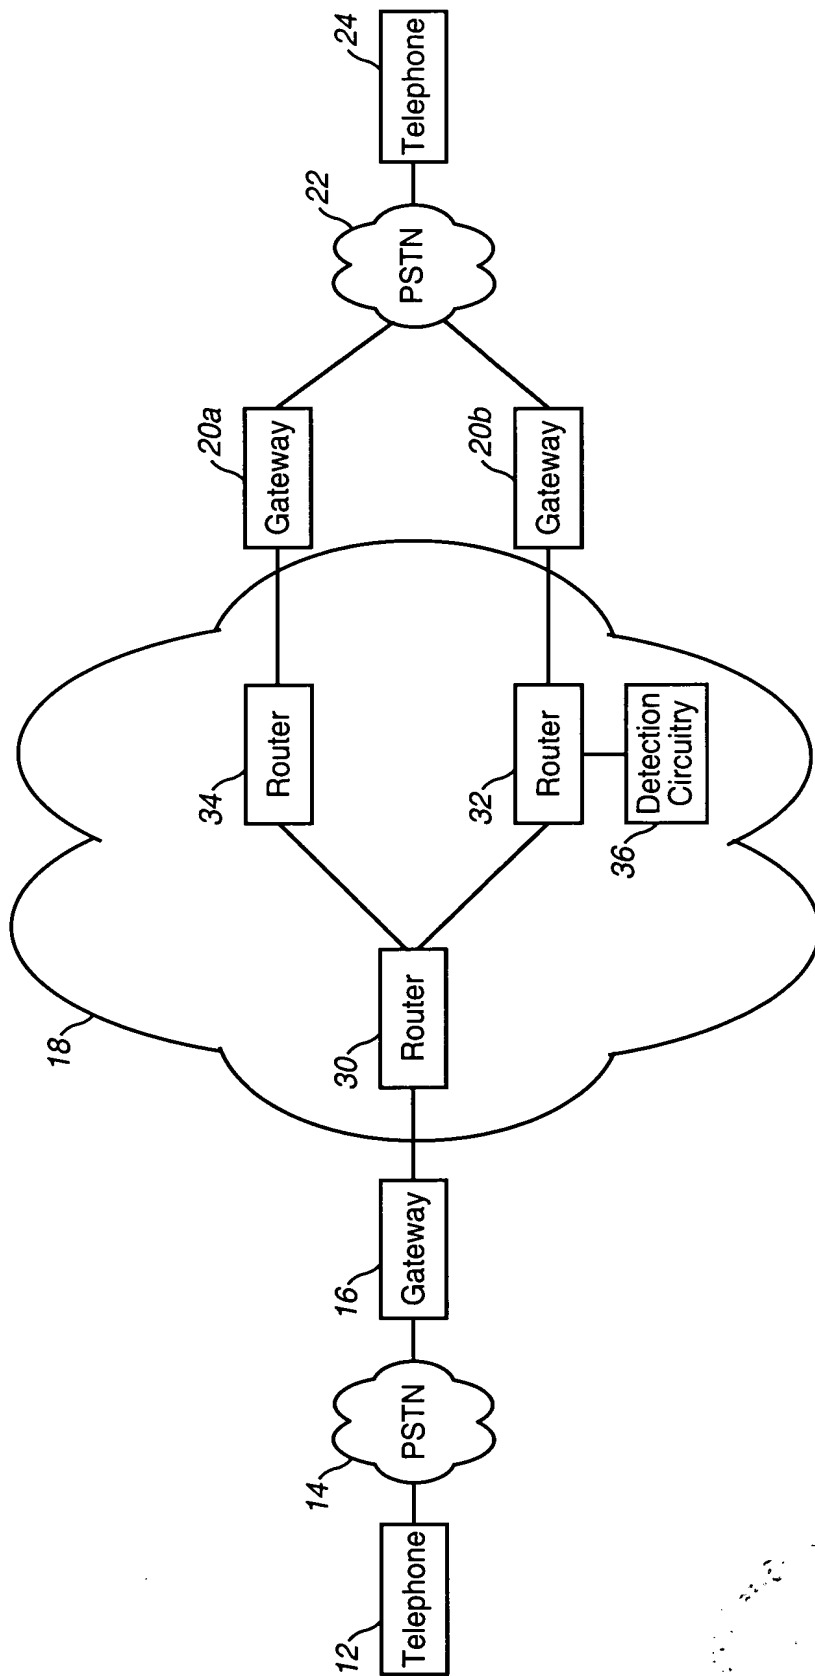 12
Telephone
14
PSTN
16
Gateway
18
30
Router
34
Router
32
Router
36
Detection
Circuitry
20a
Gateway
20b
Gateway
22
PSTN
24
Telephone